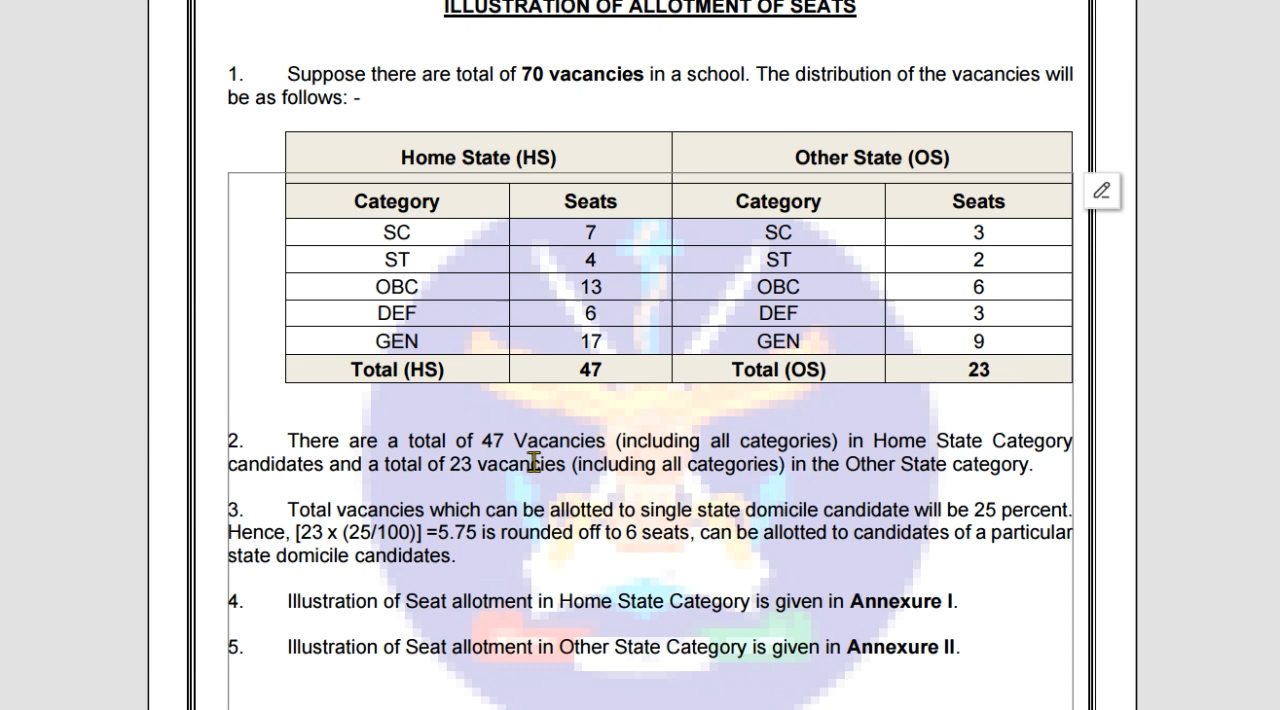 ILLUSTRATION OF ALLOTMENT OF SEATS
1. Suppose there are total of 70 vacancies in a school. The distribution of the vacancies will
be as follows: -
Home State (HS) Other State (OS)
Category Seats Category Seats
SC 7 SC 3
ST 4 ST 2
OBC 13 OBC 6
DEF 6 DEF 3
GEN 17 GEN 9
Total (HS) 47 Total (OS) 23
2. There are a total of 47 Vacancies (including all categories) in Home State Category
candidates and a total of 23 vacancies (including all categories) in the Other State category.
3. Total vacancies which can be allotted to single state domicile candidate will be 25 percent.
Hence, [23 x (25/100)] =5.75 is rounded off to 6 seats, can be allotted to candidates of a particular
state domicile candidates.
4. Illustration of Seat allotment in Home State Category is given in Annexure I.
5. Illustration of Seat allotment in Other State Category is given in Annexure II.